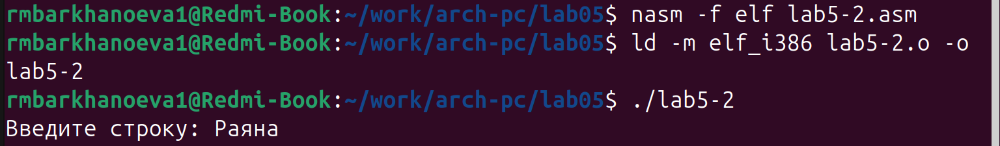 rmbarkhanoeva1@Redmi-Book:~/work/arch-pc/lab05$ nasm -f elf lab5-2.asm
rmbarkhanoeva1@Redmi-Book:~/work/arch-pc/lab05$ ld -m elf_i386 lab5-2.o -o
lab5-2
rmbarkhanoeva1@Redmi-Book:~/work/arch-pc/lab05$ ./lab5-2
Введите строку: Раяна